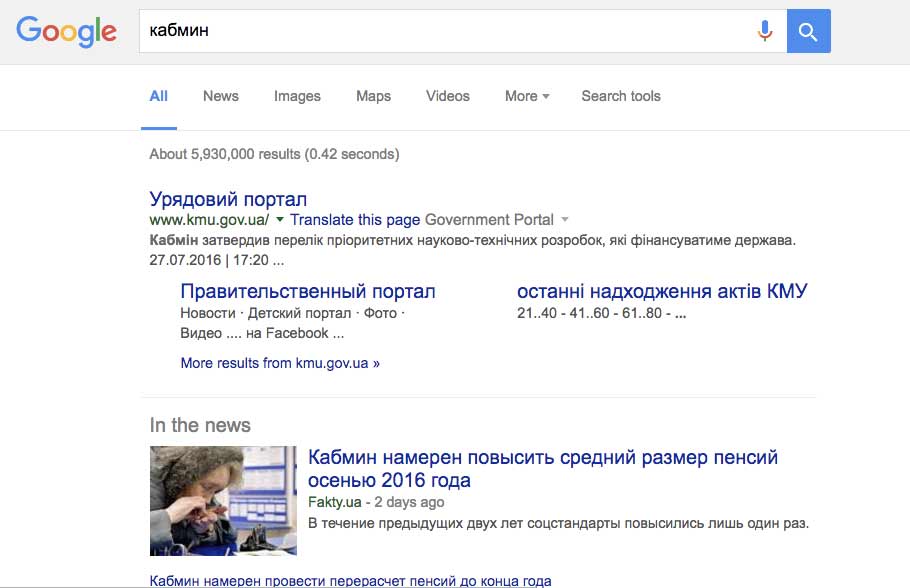 Google
кабмин
All News Images Maps Videos More Search tools
About 5,930,000 results (0.42 seconds)
Урядовий портал
www.kmu.gov.ua/ Translate this page Government Portal
Кабмін затвердив перелік пріоритетних науково-технічних розробок, які фінансуватиме держава.
27.07.2016 | 17:20 ...
Правительственный портал
Новости · Детский портал · Фото ·
Видео .... на Facebook ...
останні надходження актів КМУ
21..40 - 41..60 - 61..80 - ...
More results from kmu.gov.ua »
In the news
Кабмин намерен повысить средний размер пенсий
осенью 2016 года
Fakty.ua - 2 days ago
В течение предыдущих двух лет соцстандарты повысились лишь один раз.
Кабмин намерен провести перерасчет пенсий до конца года